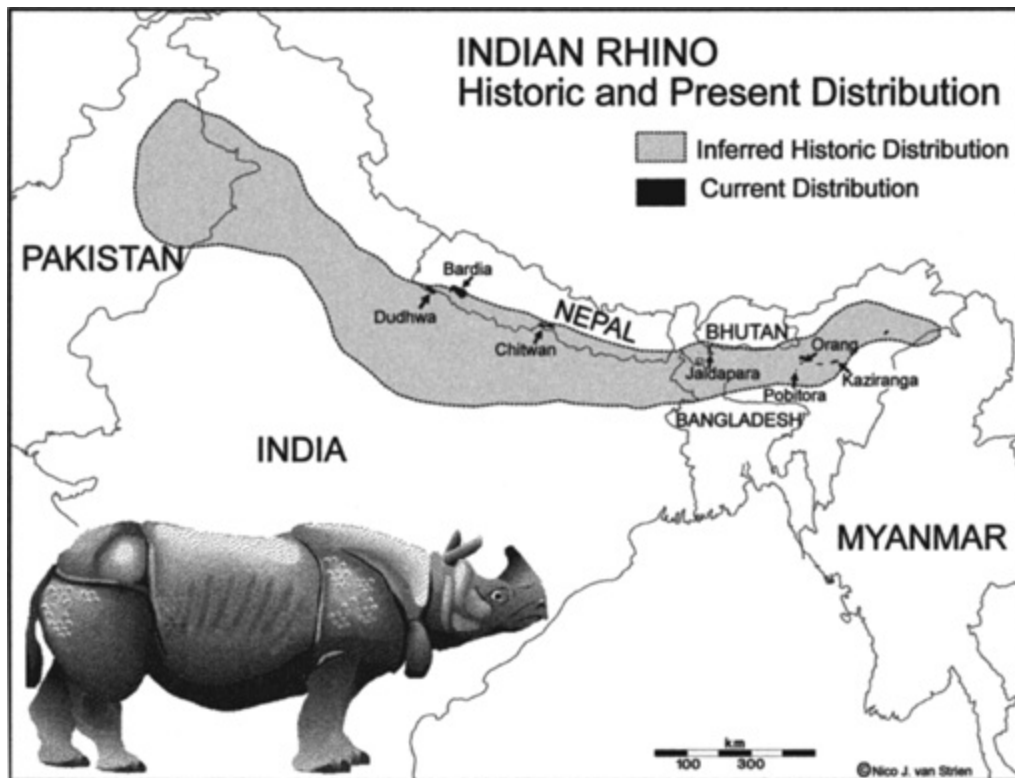 INDIAN RHINO
Historic and Present Distribution
Inferred Historic Distribution
Current Distribution
PAKISTAN
Bardia
Dudhwa
NEPAL
Chitwan
BHUTAN
Orang
Jaldapara
Kaziranga
Pobitora
BANGLADESH
INDIA
MYANMAR
km
100 300
©Nico J. van Strien